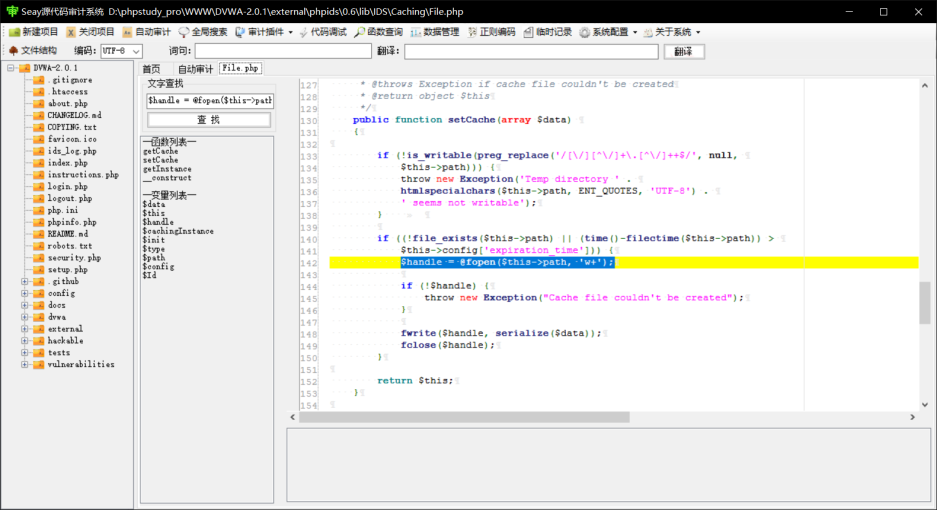 Seay源代码审计系统 D:\phpstudy_pro\WWW\DVWA-2.0.1\external\phpids\0.6\lib\IDS\Caching\File.php
新建项目 关闭项目 自动审计 全局搜索 审计插件 代码调试 函数查询 数据管理 正则编码 临时记录 系统配置 关于系统
文件结构 编码: UTF-8 词句: 翻译: 翻译
首页 自动审计 File.php
DVWA-2.0.1
.gitignore
.htaccess
about.php
CHANGELOG.md
COPYING.txt
favicon.ico
ids_log.php
index.php
instructions.php
login.php
logout.php
php.ini
phpinfo.php
README.md
robots.txt
security.php
setup.php
.github
config
docs
dvwa
external
hackable
tests
vulnerabilities
文字查找
$handle = @fopen($this->path
查 找
一函数列表一
getCache
setCache
getInstance
__construct
一变量列表一
$data
$this
$handle
$cachingInstance
$init
$type
$path
$config
$Id
127 * @throws Exception if cache file couldn't be created
128 * @return object $this
129 */
130 public function setCache(array $data)
131 {
132
133 if (!is_writable(preg_replace('/[\/][^\/]+\.[^\/]++$/', null,
134 $this->path))) {
135 throw new Exception('Temp directory ' .
136 htmlspecialchars($this->path, ENT_QUOTES, 'UTF-8') .
137 ' seems not writable');
138 }
139
140 if ((!file_exists($this->path) || (time()-filectime($this->path)) >
141 $this->config['expiration_time'])) {
142 $handle = @fopen($this->path, 'w+');
143
144 if (!$handle) {
145 throw new Exception("Cache file couldn't be created");
146 }
147
148 fwrite($handle, serialize($data));
149 fclose($handle);
150 }
151
152 return $this;
153 }
154